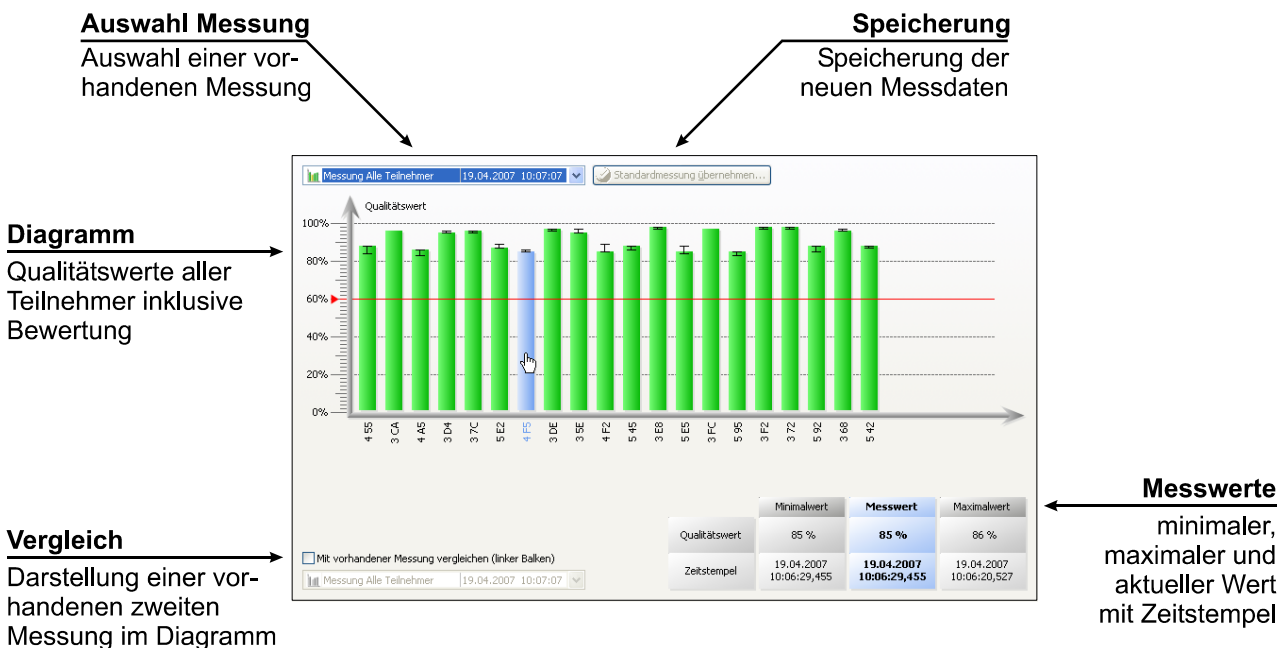 Auswahl Messung
Auswahl einer vor-
handenen Messung
Speicherung
Speicherung der
neuen Messdaten
Messung Alle Teilnehmer 19.04.2007 10:07:07
Standardmessung übernehmen...
Qualitätswert
100%
80%
60%
40%
20%
0%
4 55
3 CA
4 A5
3 D4
3 7C
5 E2
4 F5
3 DE
3 5E
4 F2
5 45
3 E8
5 E5
3 FC
5 95
3 F2
3 72
5 92
3 68
5 42
Diagramm
Qualitätswerte aller
Teilnehmer inklusive
Bewertung
Minimalwert Messwert Maximalwert
Qualitätswert 85 % 85 % 86 %
Zeitstempel 19.04.2007 19.04.2007 19.04.2007
10:06:29,455 10:06:29,455 10:06:20,527
Messwerte
minimaler,
maximaler und
aktueller Wert
mit Zeitstempel
Vergleich
Darstellung einer vor-
handenen zweiten
Messung im Diagramm
Mit vorhandener Messung vergleichen (linker Balken)
Messung Alle Teilnehmer 19.04.2007 10:07:07